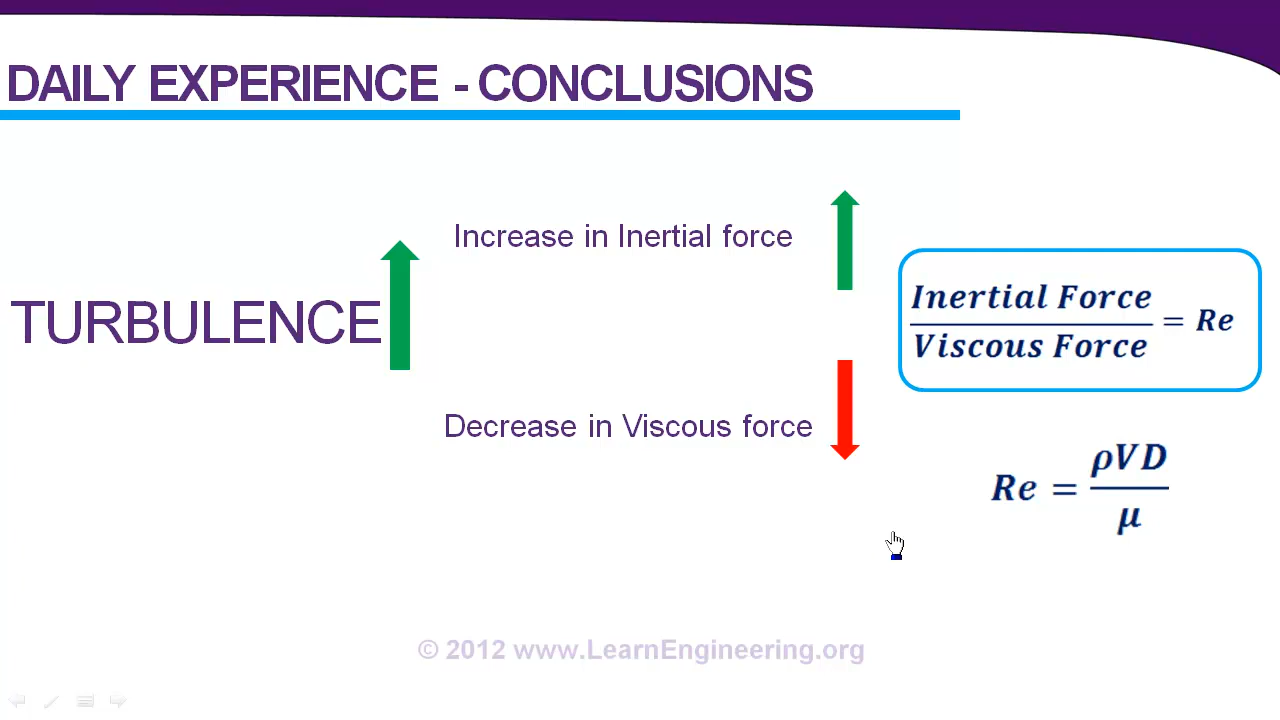 DAILY EXPERIENCE - CONCLUSIONS
TURBULENCE
Increase in Inertial force
Decrease in Viscous force
Inertial Force
Viscous Force
= Re
Re = ρVD
μ
© 2012 www.LearnEngineering.org